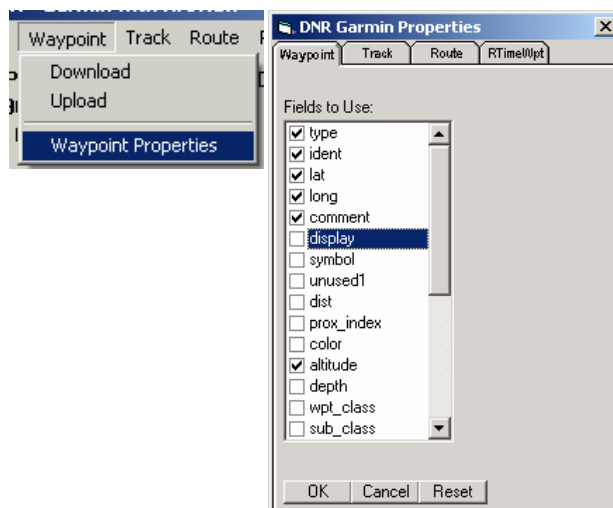 Waypoint Track Route
Download
Upload
Waypoint Properties
DNR Garmin Properties
Waypoint Track Route RTimeWpt
Fields to Use:
type
ident
lat
long
comment
display
symbol
unused1
dist
prox_index
color
altitude
depth
wpt_class
sub_class
OK Cancel Reset